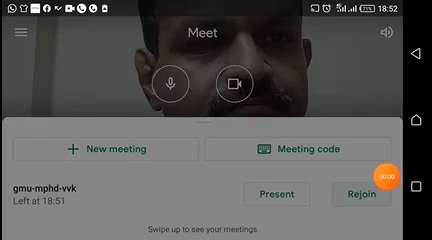 18:52
71%
Meet
New meeting
Meeting code
gmu-mphd-vvk
Left at 18:51
Present
Rejoin
00:00
Swipe up to see your meetings